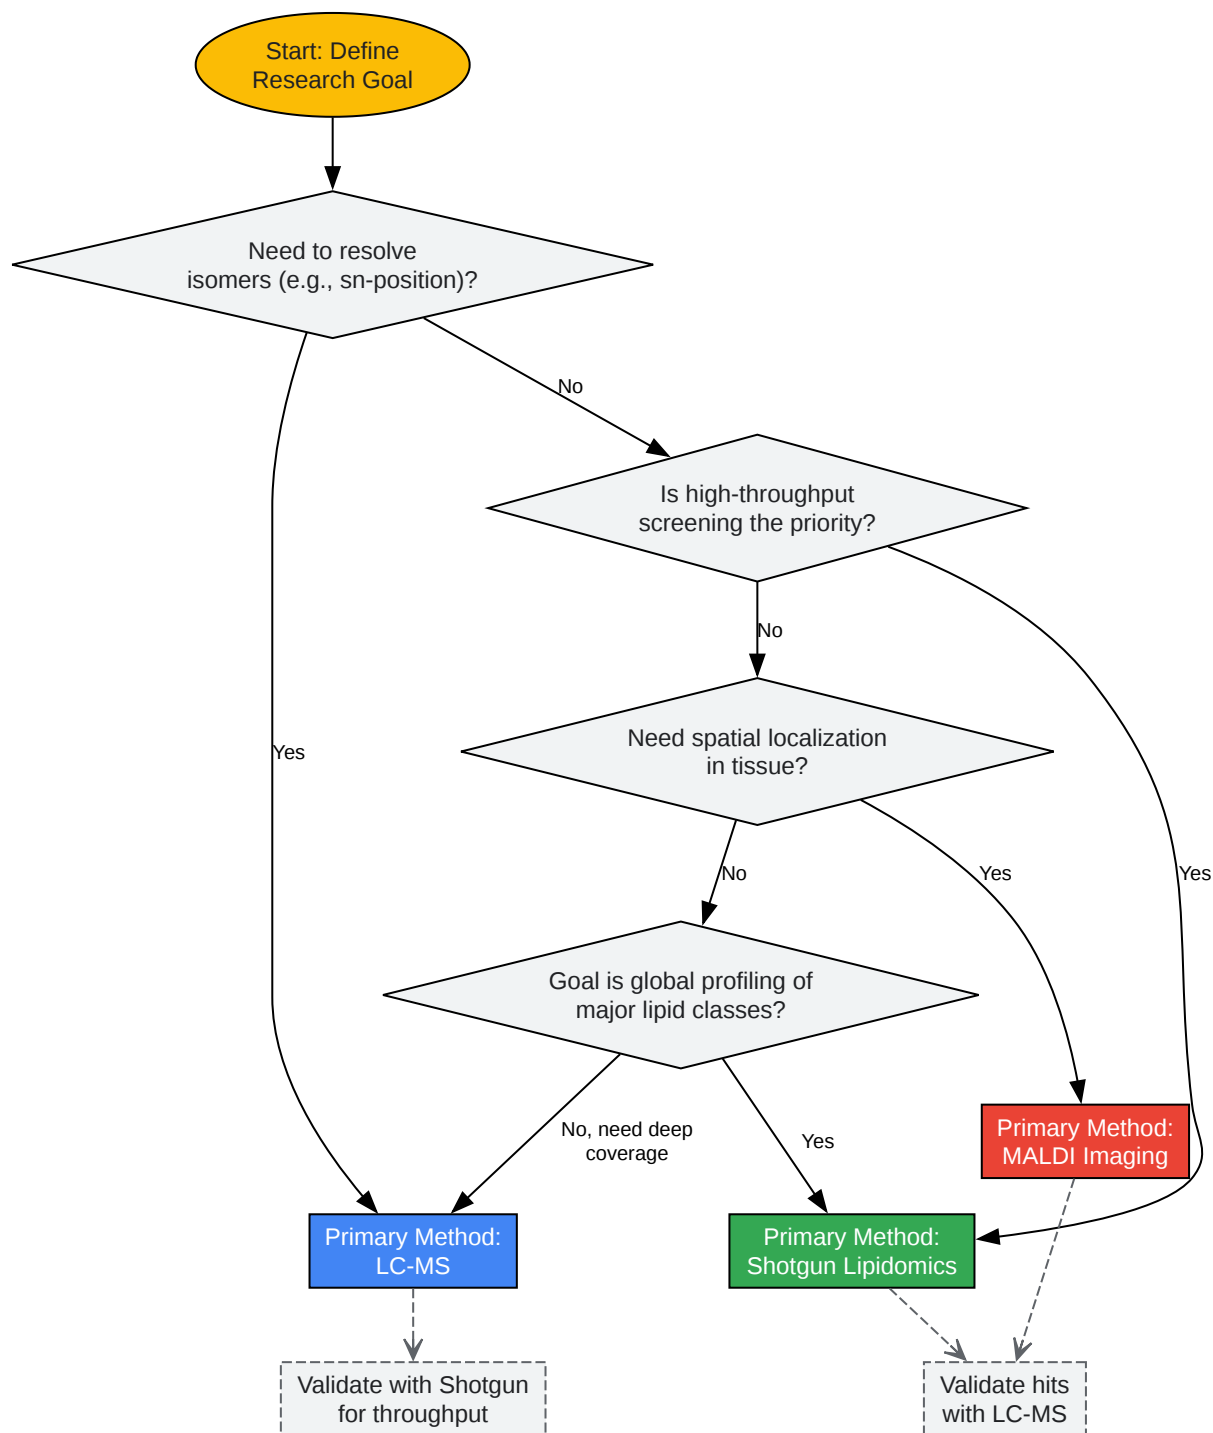 Start: Define
Research Goal
Need to resolve
isomers (e.g., sn-position)?
No
Is high-throughput
screening the priority?
No
Yes
Need spatial localization
in tissue?
No
Yes
Yes
Goal is global profiling of
major lipid classes?
No, need deep
coverage
Yes
Primary Method:
MALDI Imaging
Primary Method:
LC-MS
Primary Method:
Shotgun Lipidomics
Validate with Shotgun
for throughput
Validate hits
with LC-MS